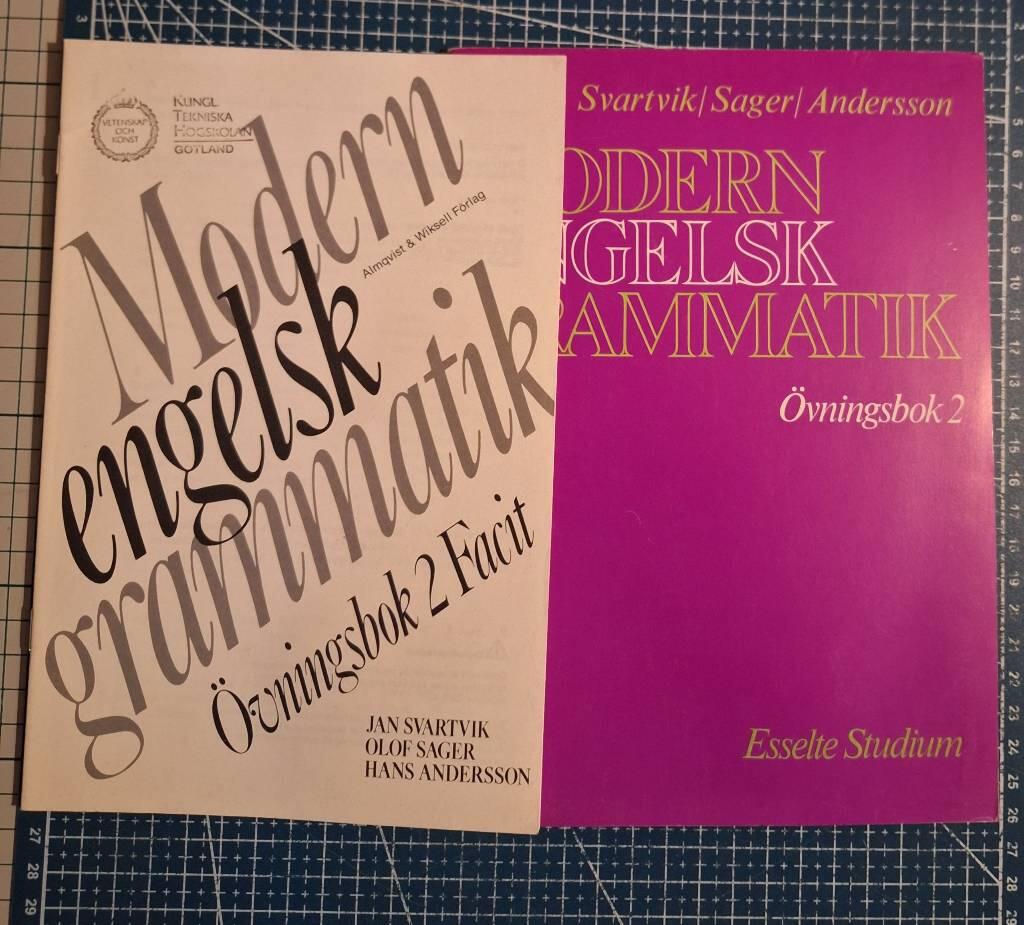 VETENSKAP
OCH
KONST
KUNGL
TEKNISKA
HÖGSKOLAN
GOTLAND
Modern
engelsk
grammatik
Almqvist & Wiksell Förlag
Övningsbok 2 Facit
JAN SVARTVIK
OLOF SAGER
HANS ANDERSSON
Svartvik/Sager/Andersson
ODERN
NGELSK
RAMMATIK
Övningsbok 2
Esselte Studium